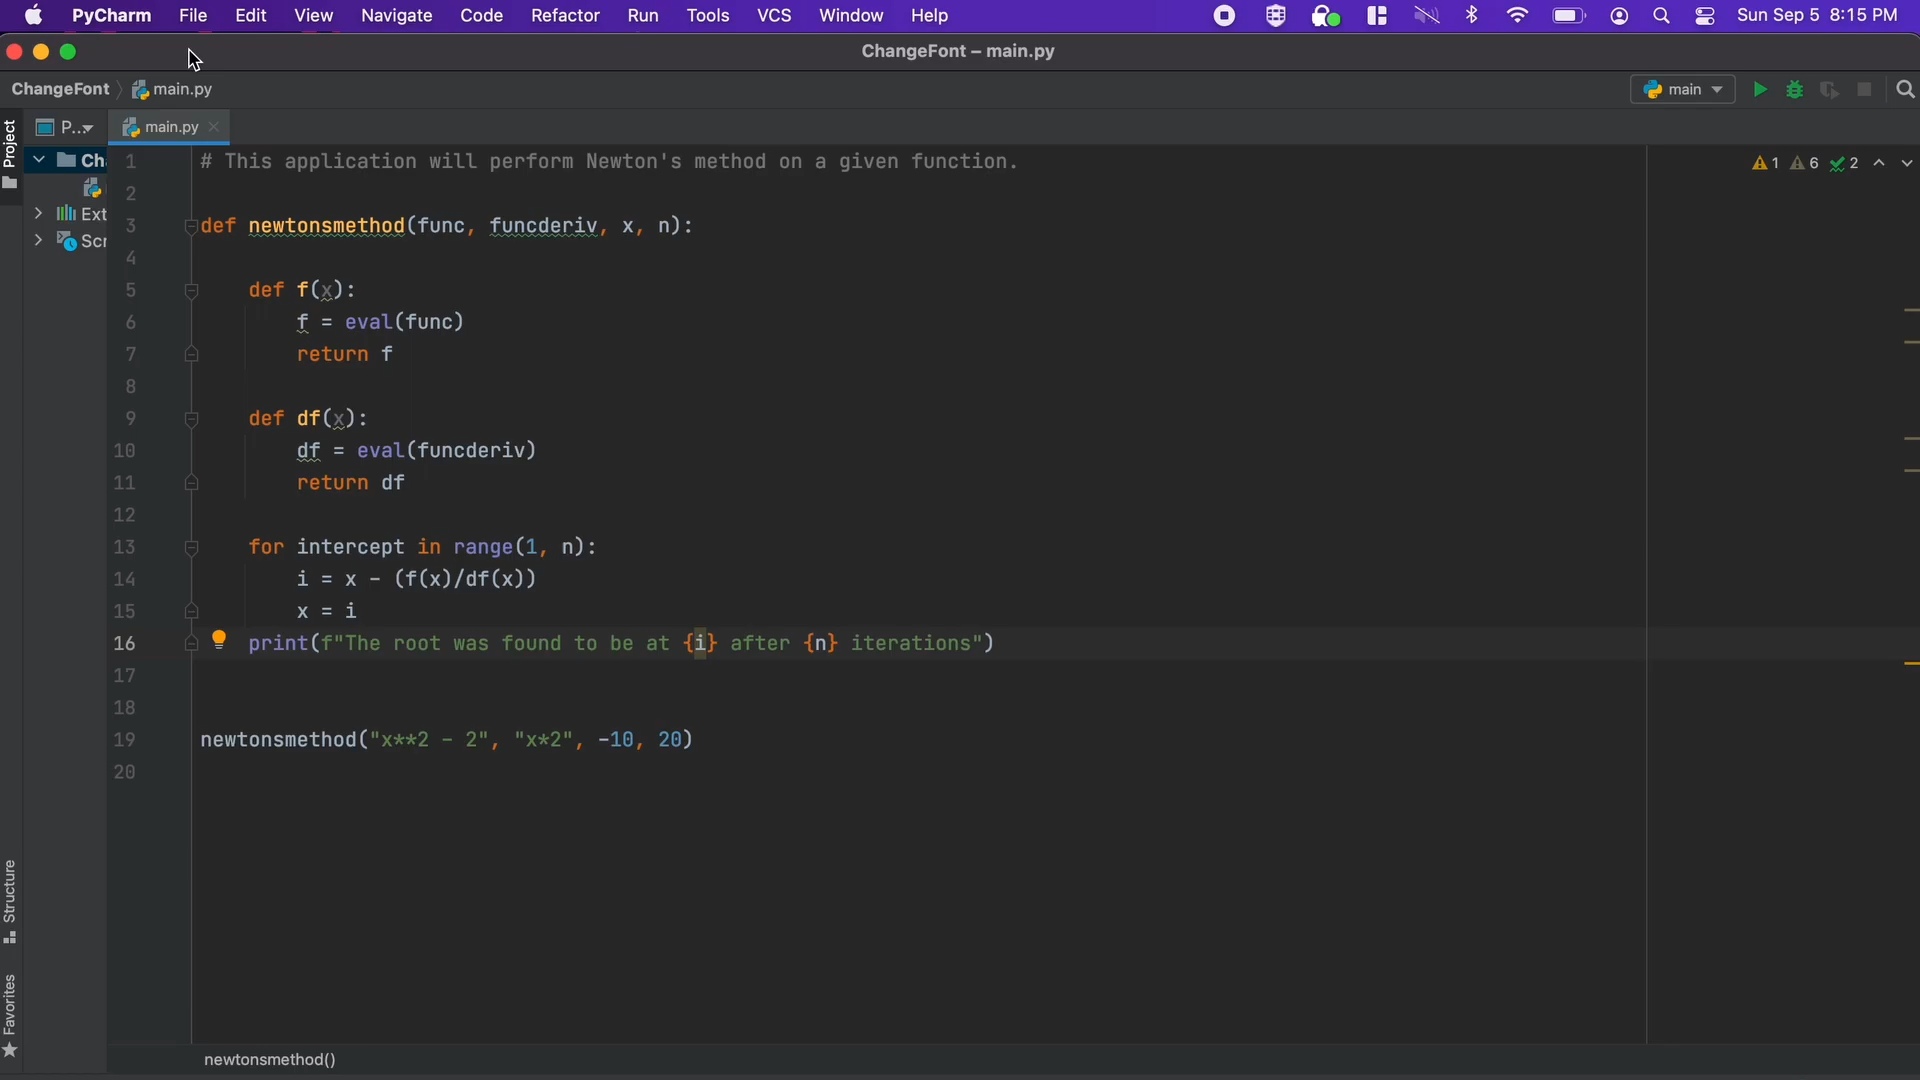 PyCharm File Edit View Navigate Code Refactor Run Tools VCS Window Help Sun Sep 5 8:15 PM
ChangeFont – main.py
ChangeFont main.py main
Project P... main.py
1 # This application will perform Newton's method on a given function. 1 6 2
Ch
2
Ext
3 def newtonsmethod(func, funcderiv, x, n):
Scr
4
5 def f(x):
6 f = eval(func)
7 return f
8
9 def df(x):
10 df = eval(funcderiv)
11 return df
12
13 for intercept in range(1, n):
14 i = x - (f(x)/df(x))
15 x = i
16 print(f"The root was found to be at {i} after {n} iterations")
17
18
19 newtonsmethod("x**2 - 2", "x*2", -10, 20)
20
Structure
Favorites
newtonsmethod()